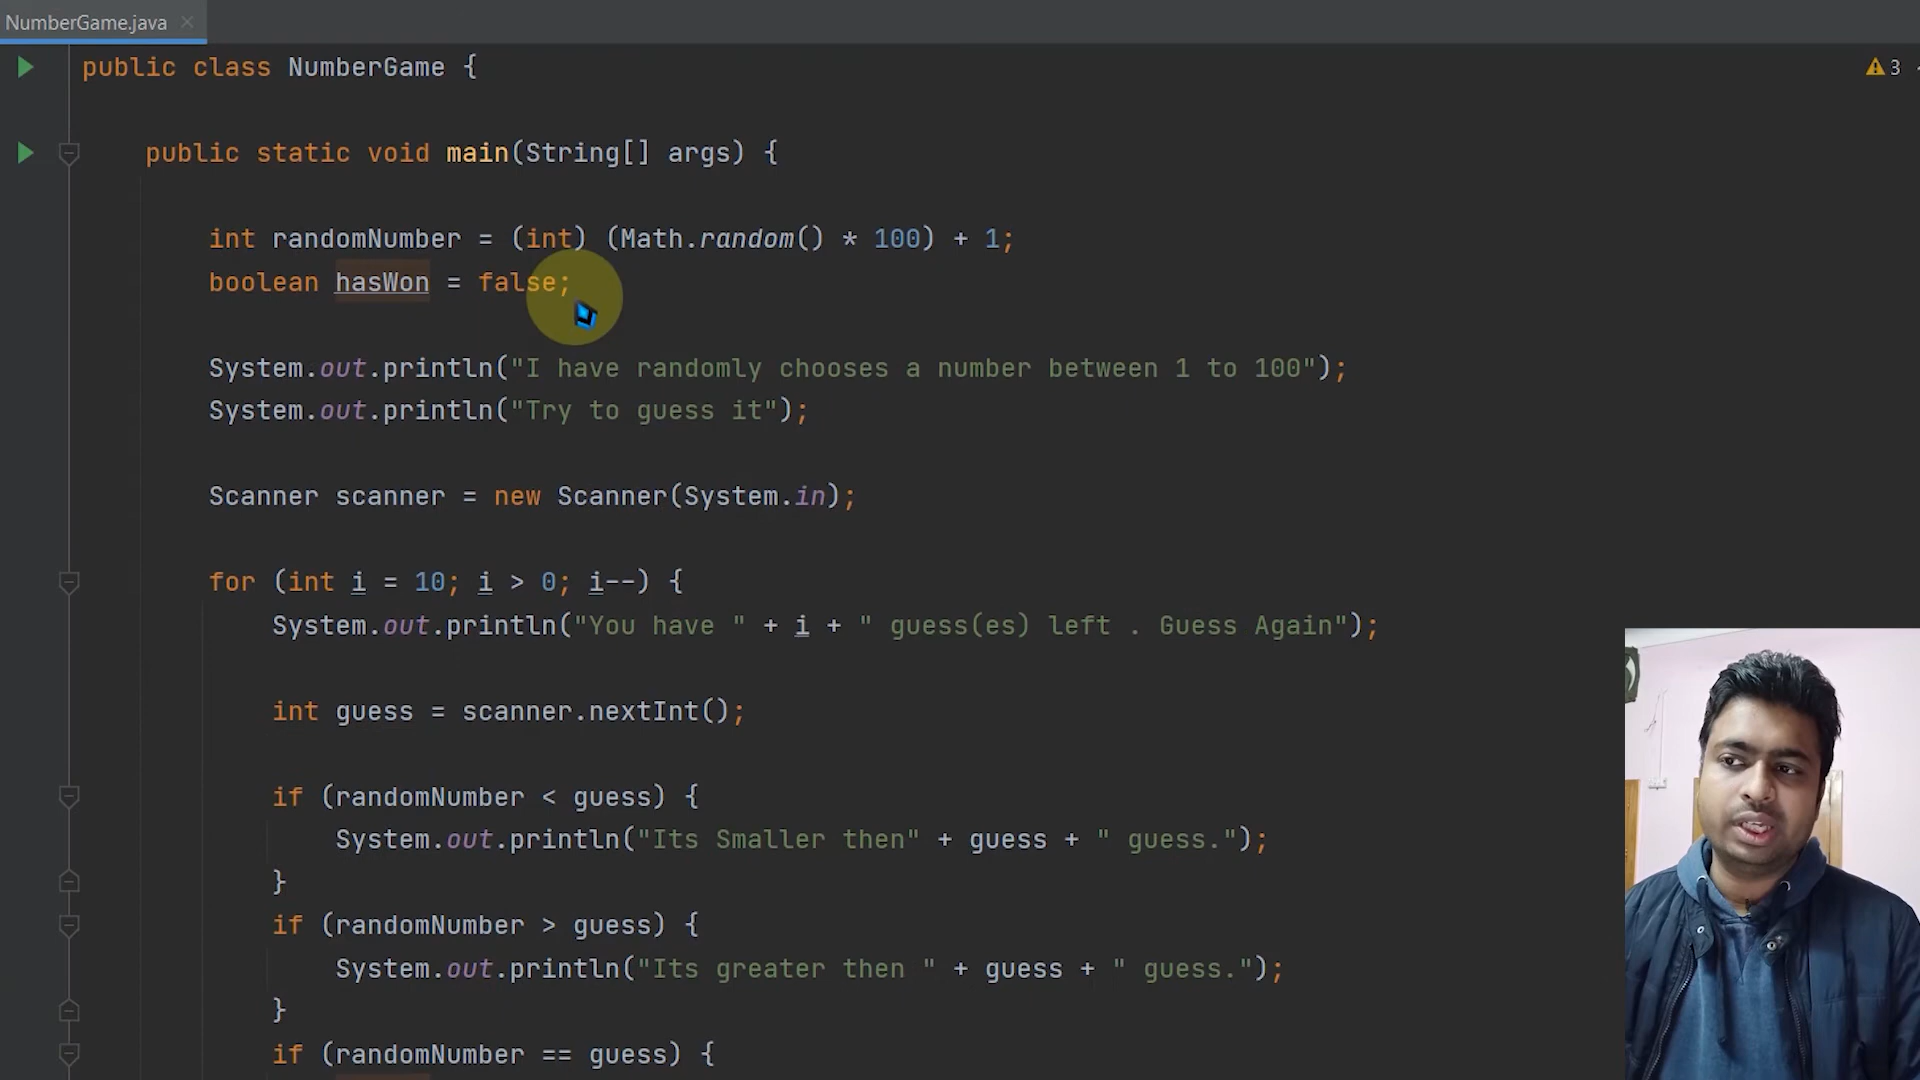 NumberGame.java
public class NumberGame {
3
public static void main(String[] args) {
int randomNumber = (int) (Math.random() * 100) + 1;
boolean hasWon = false;
System.out.println("I have randomly chooses a number between 1 to 100");
System.out.println("Try to guess it");
Scanner scanner = new Scanner(System.in);
for (int i = 10; i > 0; i--) {
System.out.println("You have " + i + " guess(es) left . Guess Again");
int guess = scanner.nextInt();
if (randomNumber < guess) {
System.out.println("Its Smaller then" + guess + " guess.");
}
if (randomNumber > guess) {
System.out.println("Its greater then " + guess + " guess.");
}
if (randomNumber == guess) {